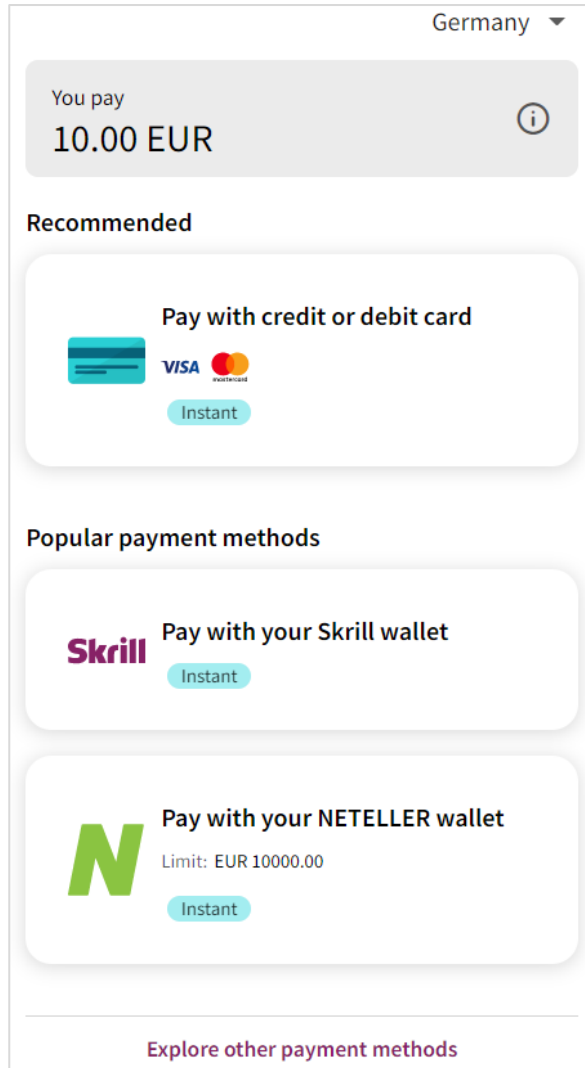 Germany
You pay
10.00 EUR
Recommended
Pay with credit or debit card
VISA mastercard
Instant
Popular payment methods
Skrill
Pay with your Skrill wallet
Instant
N
Pay with your NETELLER wallet
Limit: EUR 10000.00
Instant
Explore other payment methods